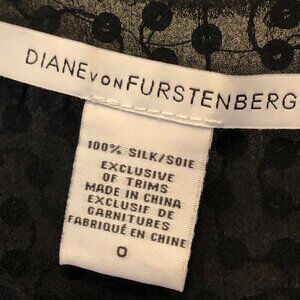 DIANE VON FURSTENBERG
100% SILK/SOIE
EXCLUSIVE
OF TRIMS
MADE IN CHINA
EXCLUSIF DE
GARNITURES
FABRIQUÉ EN CHINE
0